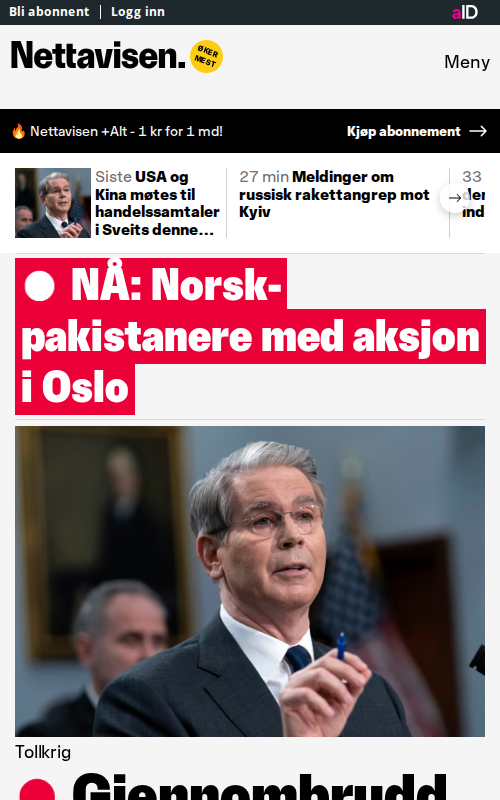 Bli abonnent
Logg inn
aID
Nettavisen.
ØKER
MEST
Meny
Nettavisen +Alt - 1 kr for 1 md!
Kjøp abonnement
Siste USA og
Kina møtes til
handelssamtaler
i Sveits denne...
27 min Meldinger om
russisk rakettangrep mot
Kyiv
33
ind
NÅ: Norsk-
pakistanere med aksjon
i Oslo
Tollkrig
Gjennombrudd